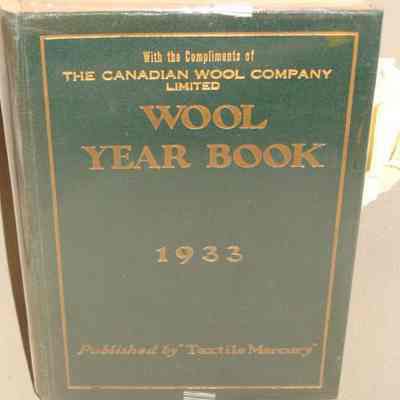 With the Compliments of
THE CANADIAN WOOL COMPANY
LIMITED
WOOL
YEAR BOOK
1933
Published by "Textile Mercury"